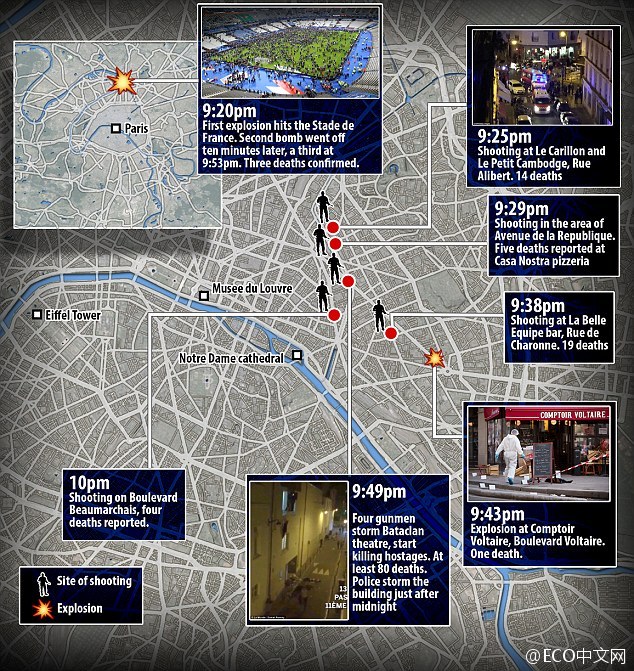 Paris
9:20pm
First explosion hits the Stade de
France. Second bomb went off
ten minutes later, a third at
9:53pm. Three deaths confirmed.
9:25pm
Shooting at Le Carillon and
Le Petit Cambodge, Rue
Alibert. 14 deaths
9:29pm
Shooting in the area of
Avenue de la Republique.
Five deaths reported at
Casa Nostra pizzeria
Musee du Louvre
Eiffel Tower
9:38pm
Shooting at La Belle
Equipe bar, Rue de
Charonne. 19 deaths
Notre Dame cathedral
COMPTOIR VOLTAIRE
9:43pm
Explosion at Comptoir
Voltaire, Boulevard Voltaire.
One death.
10pm
Shooting on Boulevard
Beaumarchais, four
deaths reported.
9:49pm
Four gunmen
storm Bataclan
theatre, start
killing hostages. At
least 80 deaths.
Police storm the
building just after
midnight
13
PAS
11EME
Site of shooting
Explosion
@ECO中文网